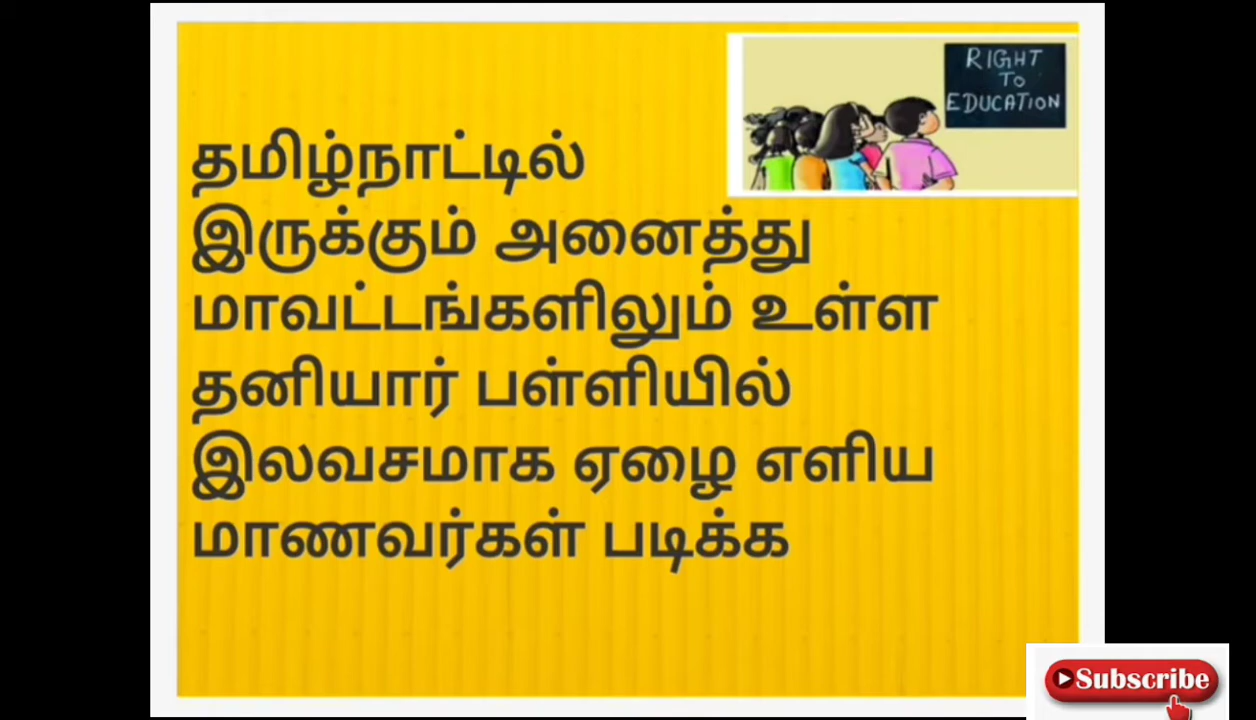 RIGHT
TO
EDUCATION
தமிழ்நாட்டில்
இருக்கும் அனைத்து
மாவட்டங்களிலும் உள்ள
தனியார் பள்ளியில்
இலவசமாக ஏழை எளிய
மாணவர்கள் படிக்க
Subscribe